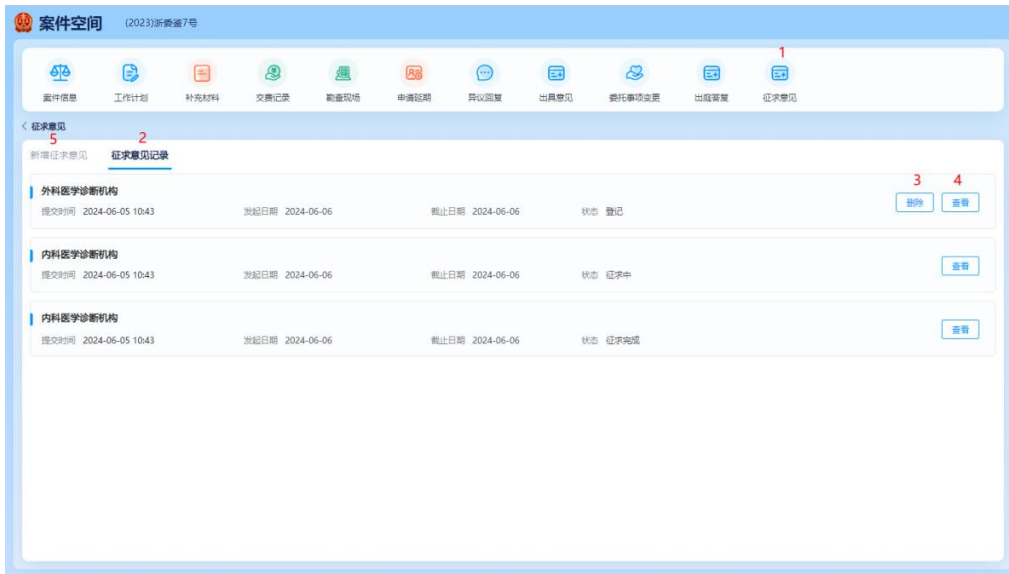 案件空间 (2023)浙委鉴7号
1
案件信息 工作计划 补充材料 交费记录 勘查现场 申请延期 异议回复 出具意见 委托事项变更 出庭答复 征求意见
征求意见
5 2
新增征求意见 征求意见记录
外科医学诊断机构
3 4
删除 查看
提交时间 2024-06-05 10:43 发起日期 2024-06-06 截止日期 2024-06-06 状态 登记
内科医学诊断机构
查看
提交时间 2024-06-05 10:43 发起日期 2024-06-06 截止日期 2024-06-06 状态 征求中
内科医学诊断机构
查看
提交时间 2024-06-05 10:43 发起日期 2024-06-06 截止日期 2024-06-06 状态 征求完成